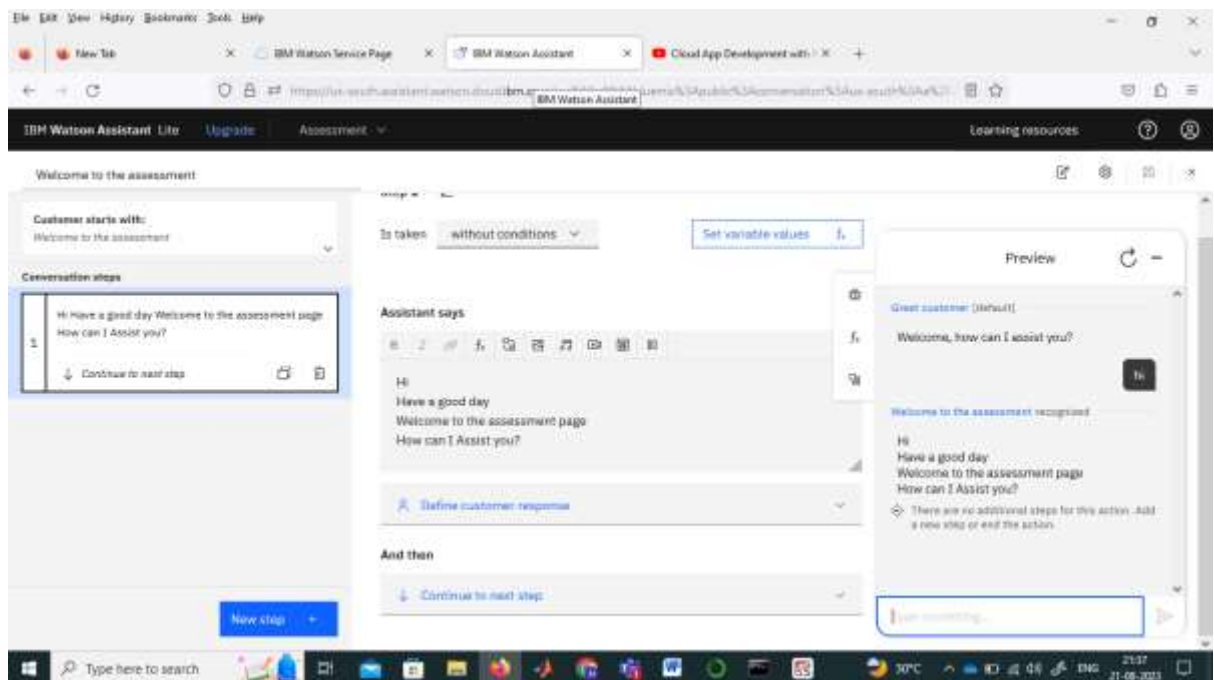 File Edit View History Bookmarks Tools Help
New Tab
IBM Watson Service Page
IBM Watson Assistant
Cloud App Development with
IBM Watson Assistant
IBM Watson Assistant Lite Upgrade Assessment
Learning resources
Welcome to the assessment
Customer starts with:
Welcome to the assessment
Conversation steps
1
Hi Have a good day Welcome to the assessment page
How can I Assist you?
Continue to next step
New step +
Is taken without conditions
Set variable values
Assistant says
Hi
Have a good day
Welcome to the assessment page
How can I Assist you?
Define customer response
And then
Continue to next step
Preview
Greet customer (default)
Welcome, how can I assist you?
hi
Welcome to the assessment recognized
Hi
Have a good day
Welcome to the assessment page
How can I Assist you?
There are no additional steps for this action. Add
a new step or end the action.
Type something...
Type here to search
30°C
ENG
21:37
21-08-2023